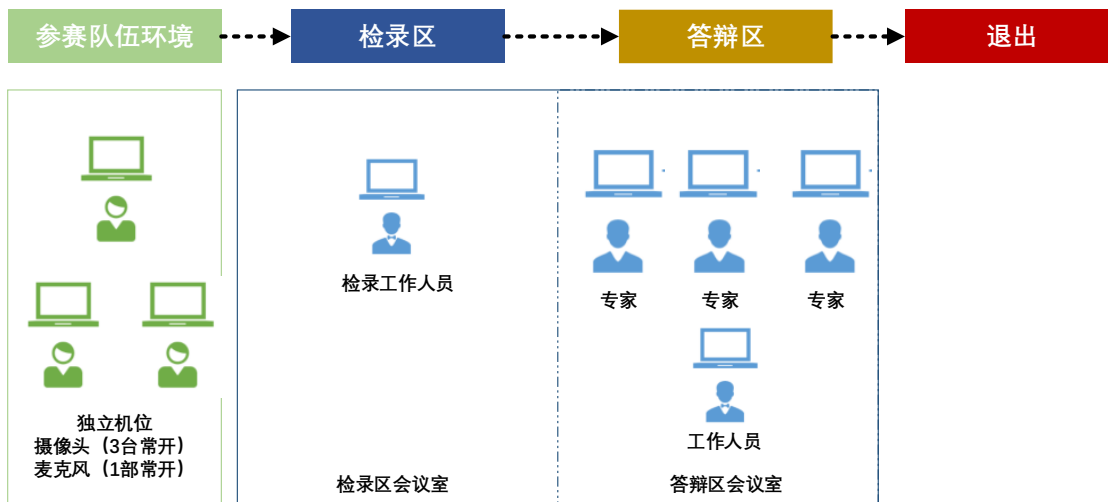 参赛队伍环境
检录区
答辩区
退出
独立机位
摄像头（3台常开）
麦克风（1部常开）
检录工作人员
检录区会议室
专家
专家
专家
工作人员
答辩区会议室